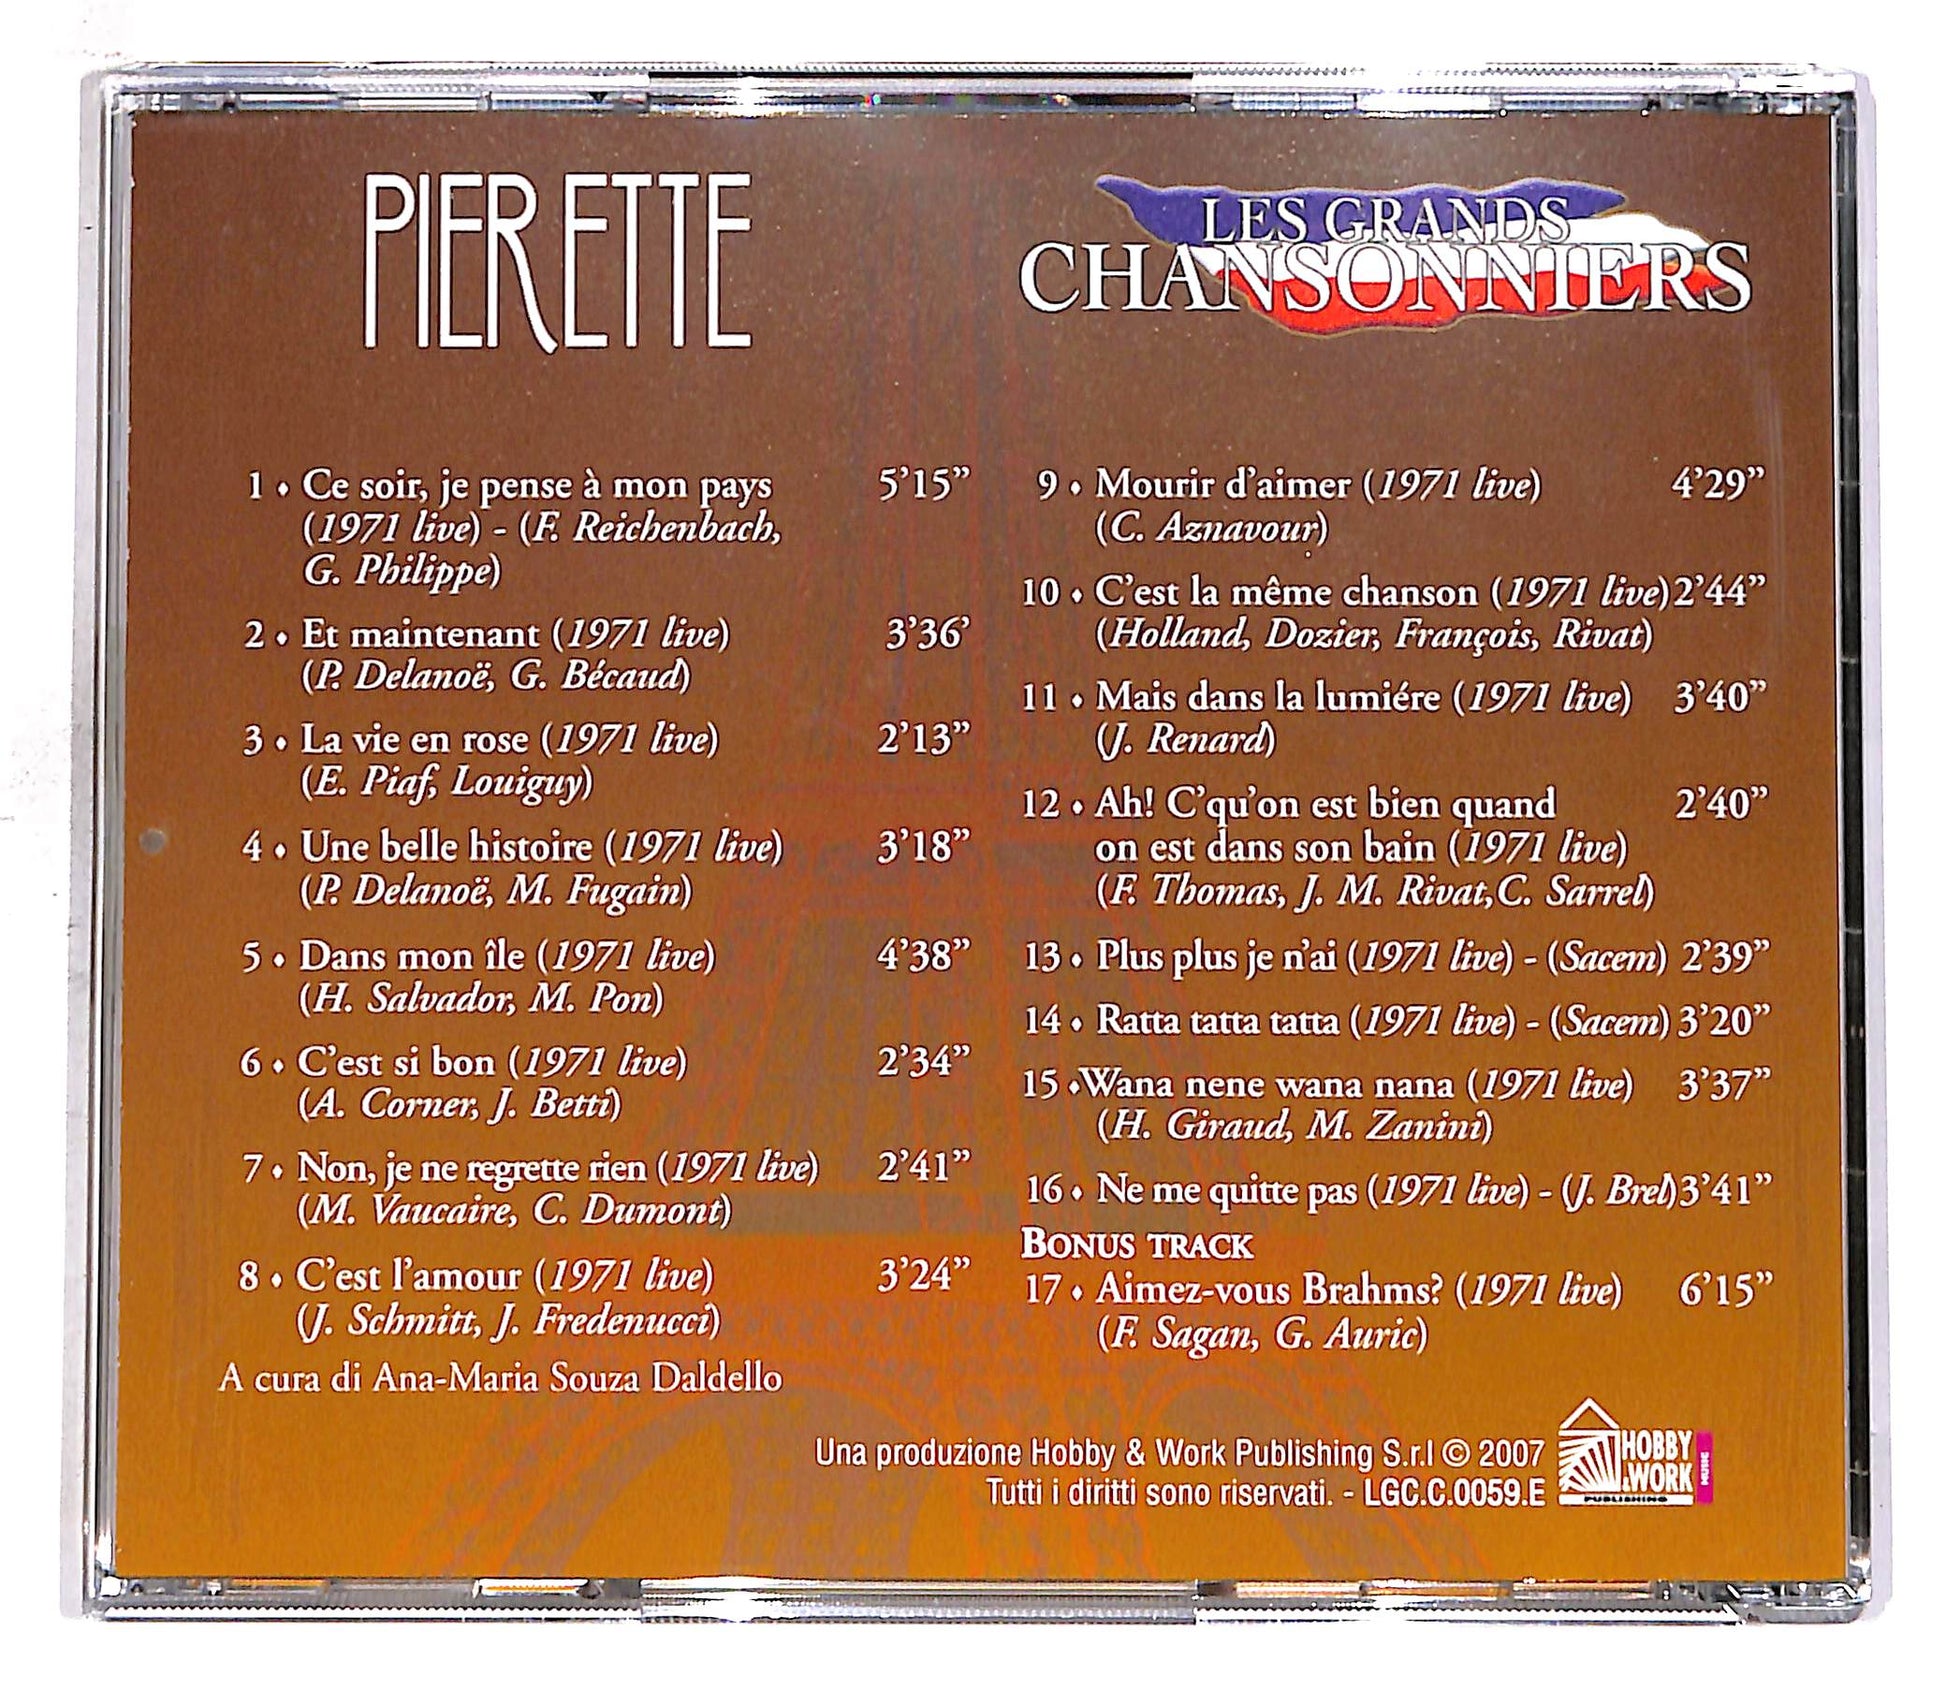 PIERETTE
LES GRANDS
CHANSONNIERS
1 ⬩ Ce soir, je pense à mon pays 5’15”
(1971 live) - (F. Reichenbach,
G. Philippe)
2 ⬩ Et maintenant (1971 live) 3’36’
(P. Delanoë, G. Bécaud)
3 ⬩ La vie en rose (1971 live) 2’13”
(E. Piaf, Louiguy)
4 ⬩ Une belle histoire (1971 live) 3’18”
(P. Delanoë, M. Fugain)
5 ⬩ Dans mon île (1971 live) 4’38”
(H. Salvador, M. Pon)
6 ⬩ C’est si bon (1971 live) 2’34”
(A. Corner, J. Betti)
7 ⬩ Non, je ne regrette rien (1971 live) 2’41”
(M. Vaucaire, C. Dumont)
8 ⬩ C’est l’amour (1971 live) 3’24”
(J. Schmitt, J. Fredenucci)
A cura di Ana-Maria Souza Daldello
9 ⬩ Mourir d’aimer (1971 live) 4’29”
(C. Aznavour)
10 ⬩ C’est la même chanson (1971 live) 2’44”
(Holland, Dozier, François, Rivat)
11 ⬩ Mais dans la lumiére (1971 live) 3’40”
(J. Renard)
12 ⬩ Ah! C’qu’on est bien quand 2’40”
on est dans son bain (1971 live)
(F. Thomas, J. M. Rivat,C. Sarrel)
13 ⬩ Plus plus je n’ai (1971 live) - (Sacem) 2’39”
14 ⬩ Ratta tatta tatta (1971 live) - (Sacem) 3’20”
15 ⬩Wana nene wana nana (1971 live) 3’37”
(H. Giraud, M. Zanini)
16 ⬩ Ne me quitte pas (1971 live) - (J. Brel)3’41”
BONUS TRACK
17 ⬩ Aimez-vous Brahms? (1971 live) 6’15”
(F. Sagan, G. Auric)
Una produzione Hobby & Work Publishing S.r.l © 2007
Tutti i diritti sono riservati. - LGC.C.0059.E
HOBBY
&WORK
PUBLISHING